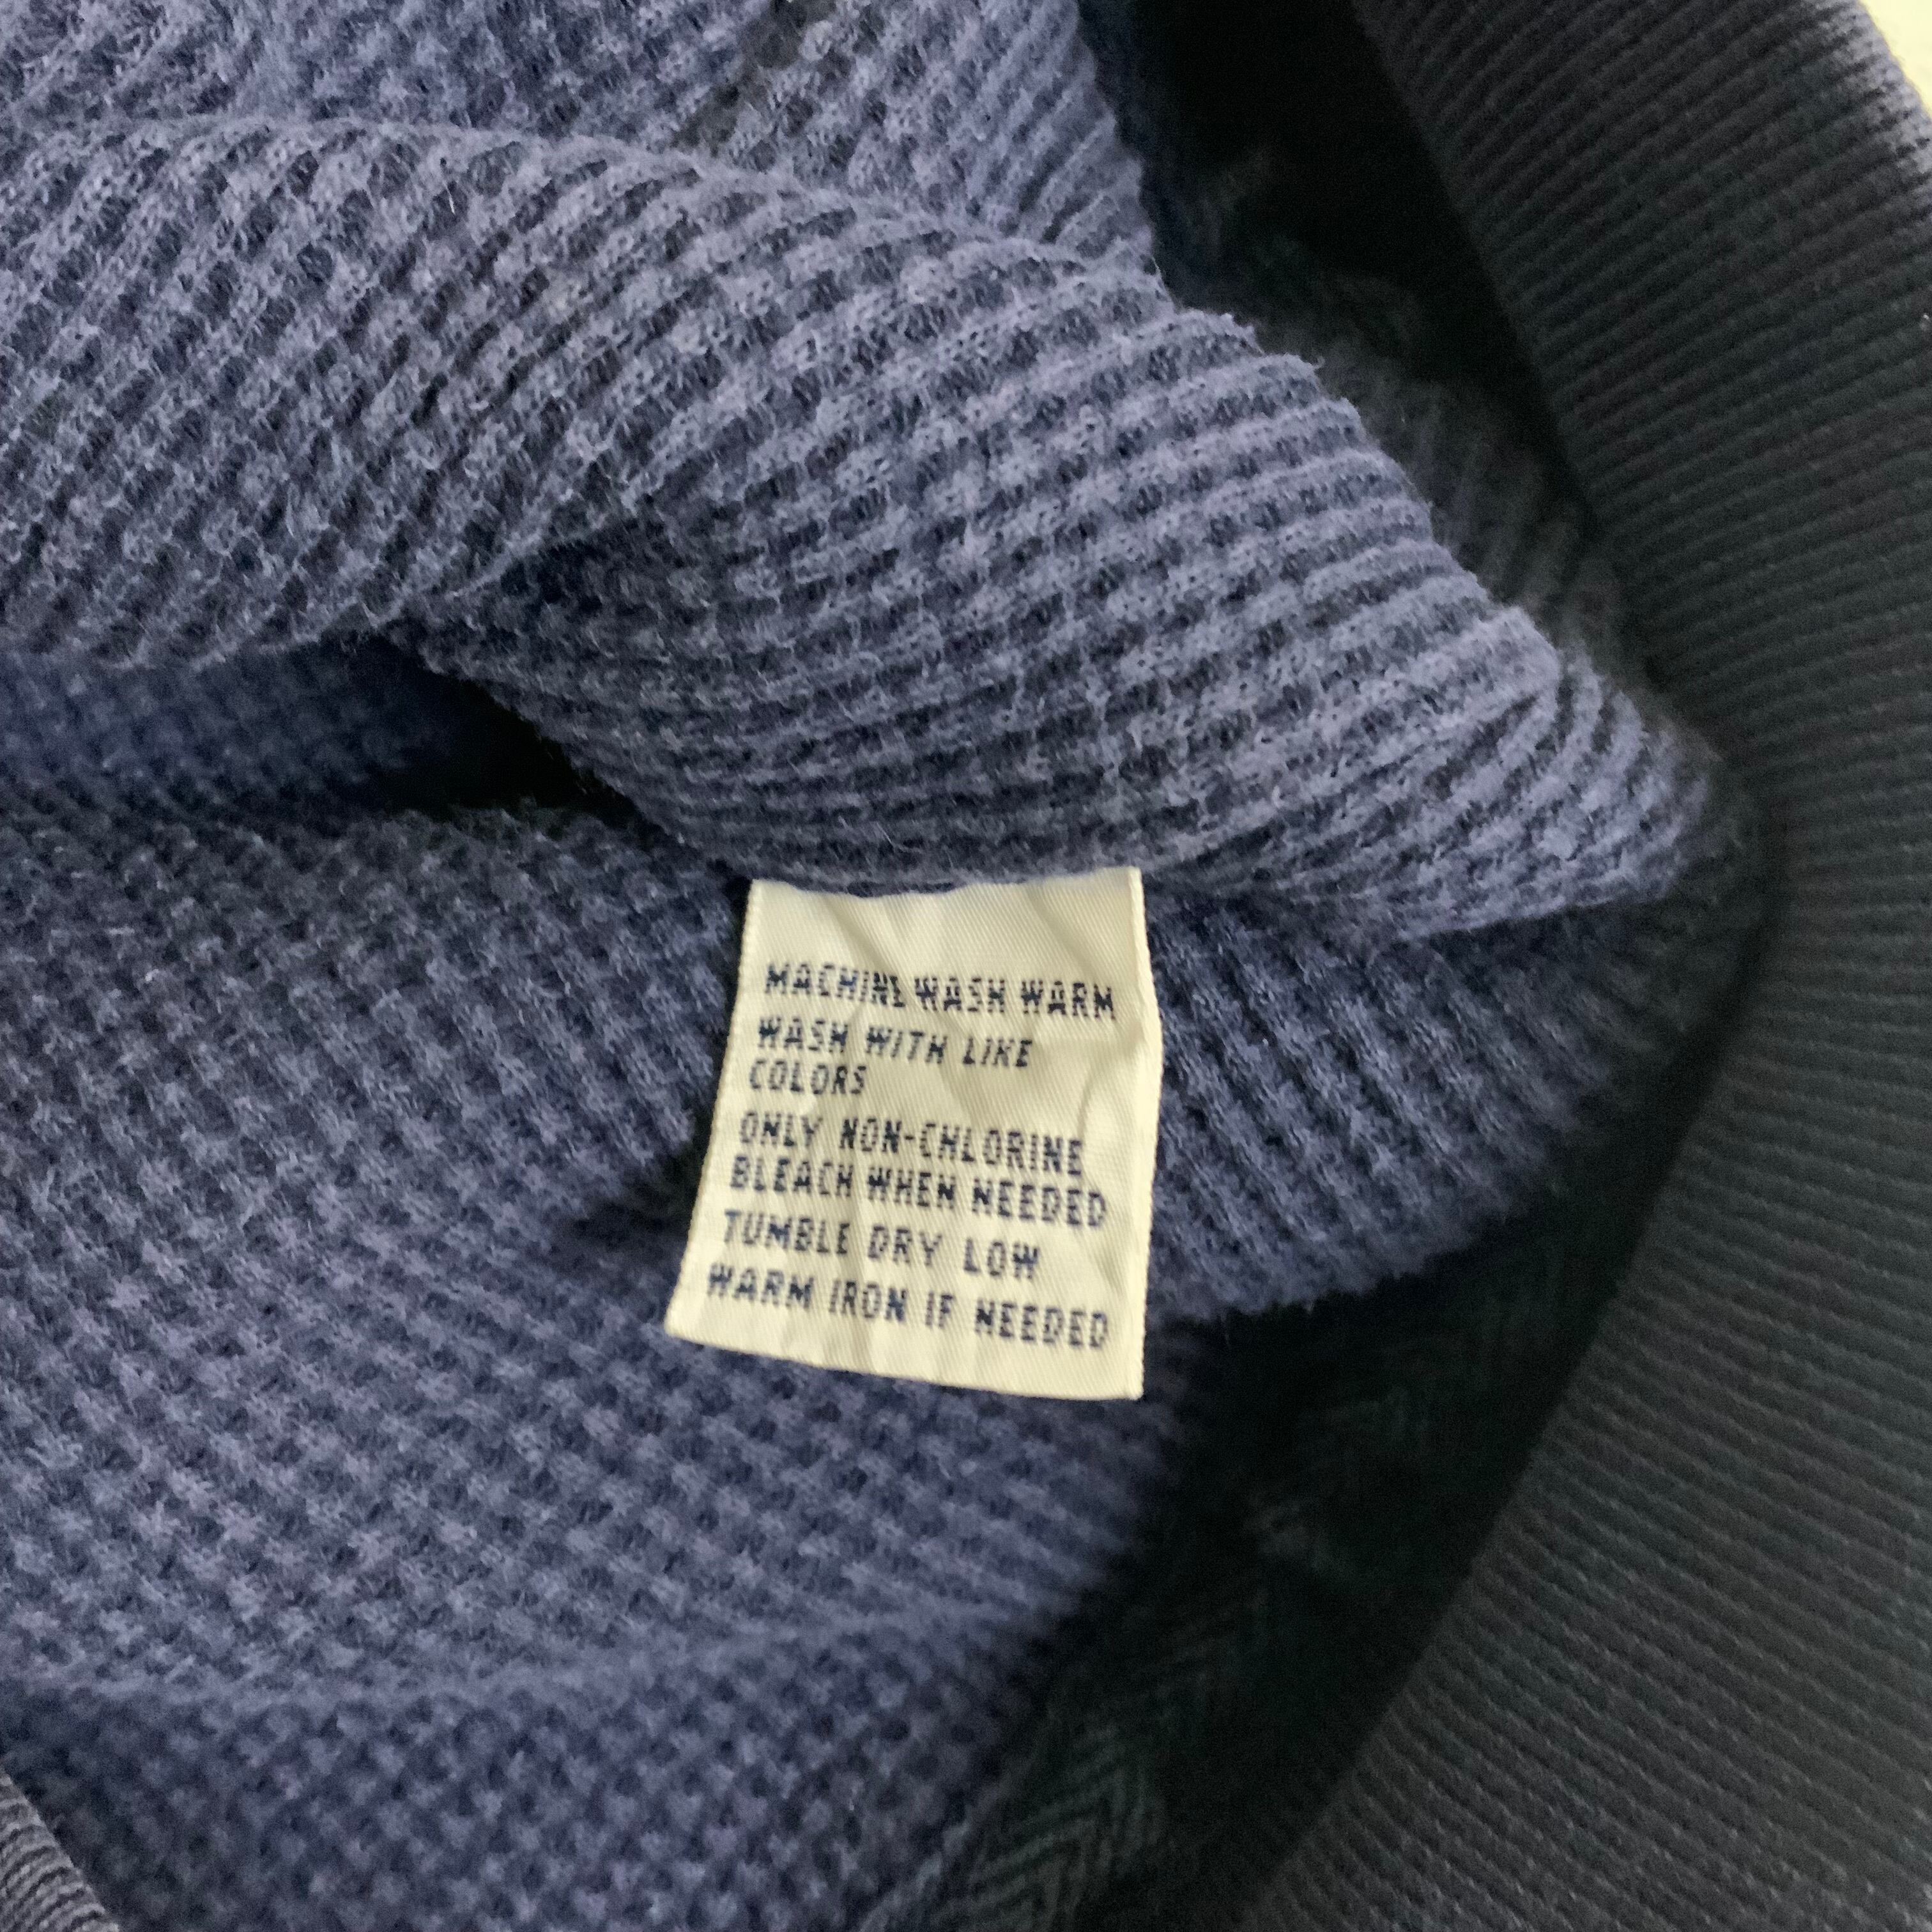 MACHINE WASH WARM
WASH WITH LIKE
COLORS
ONLY NON-CHLORINE
BLEACH WHEN NEEDED
TUMBLE DRY LOW
WARM IRON IF NEEDED